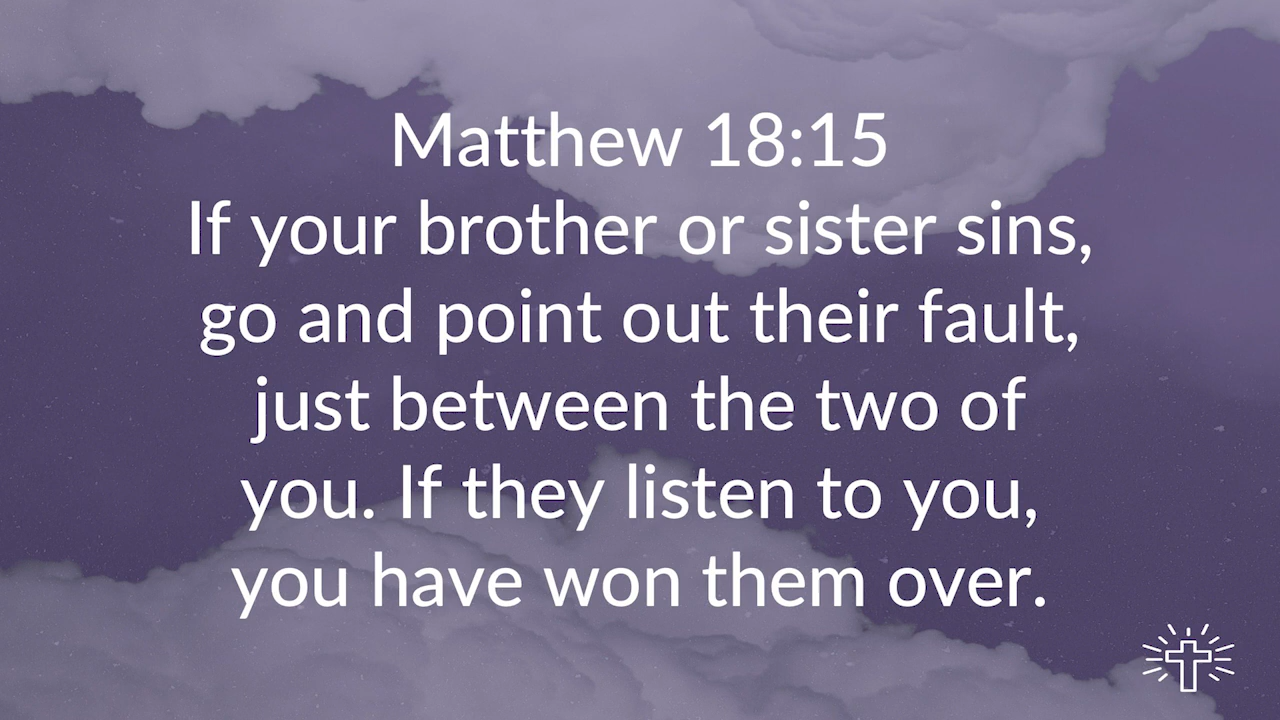 Matthew 18:15
If your brother or sister sins,
go and point out their fault,
just between the two of
you. If they listen to you,
you have won them over.